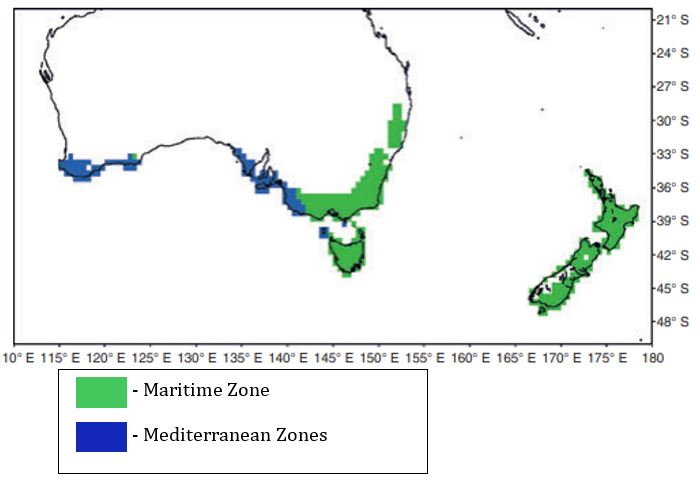 21° S
24° S
27° S
30° S
33° S
36° S
39° S
42° S
45° S
48° S
10° E 115° E 120° E 125° E 130° E 135° E 140° E 145° E 150° E 155° E 160° E 165° E 170° E 175° E 180
- Maritime Zone
- Mediterranean Zones